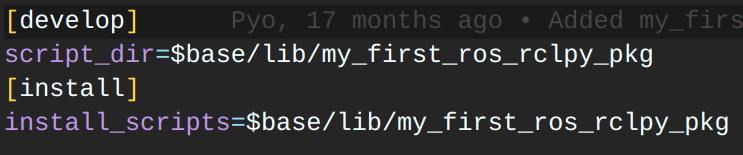 [develop] Pyo, 17 months ago • Added my_firs
script_dir=$base/lib/my_first_ros_rclpy_pkg
[install]
install_scripts=$base/lib/my_first_ros_rclpy_pkg